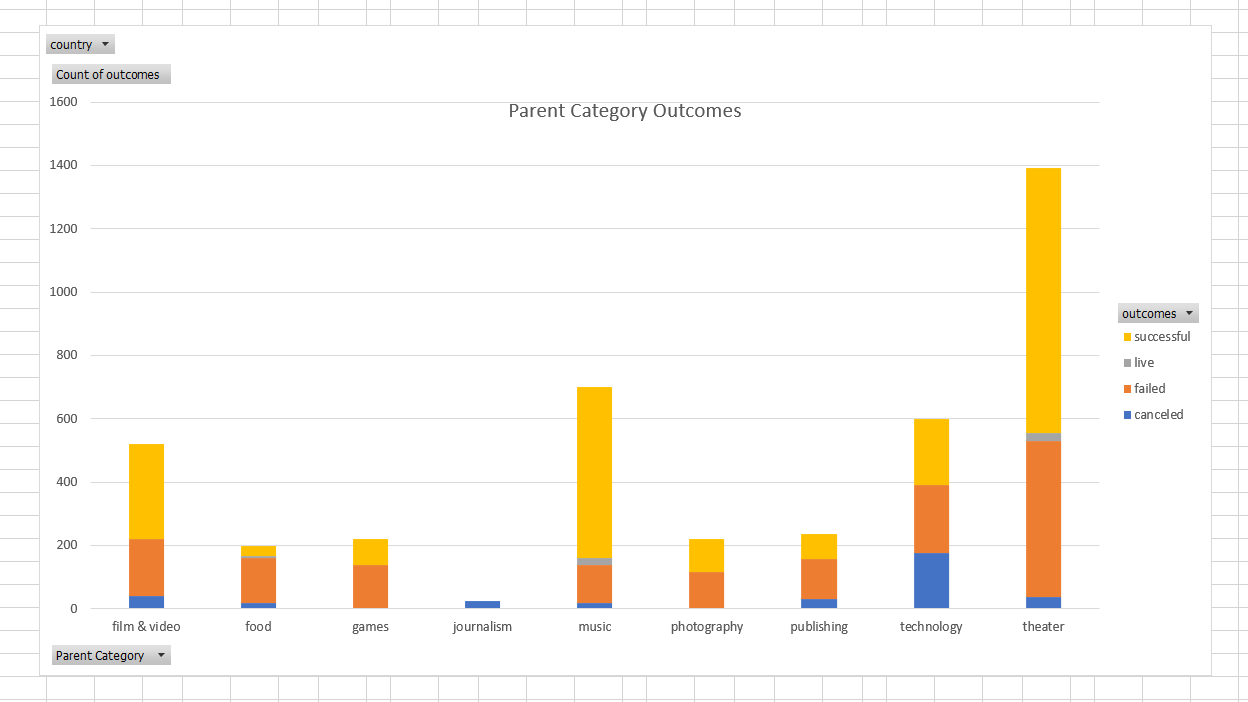 country
Count of outcomes
Parent Category Outcomes
1600
1400
1200
1000
800
600
400
200
0
film & video food games journalism music photography publishing technology theater
outcomes
successful
live
failed
canceled
Parent Category